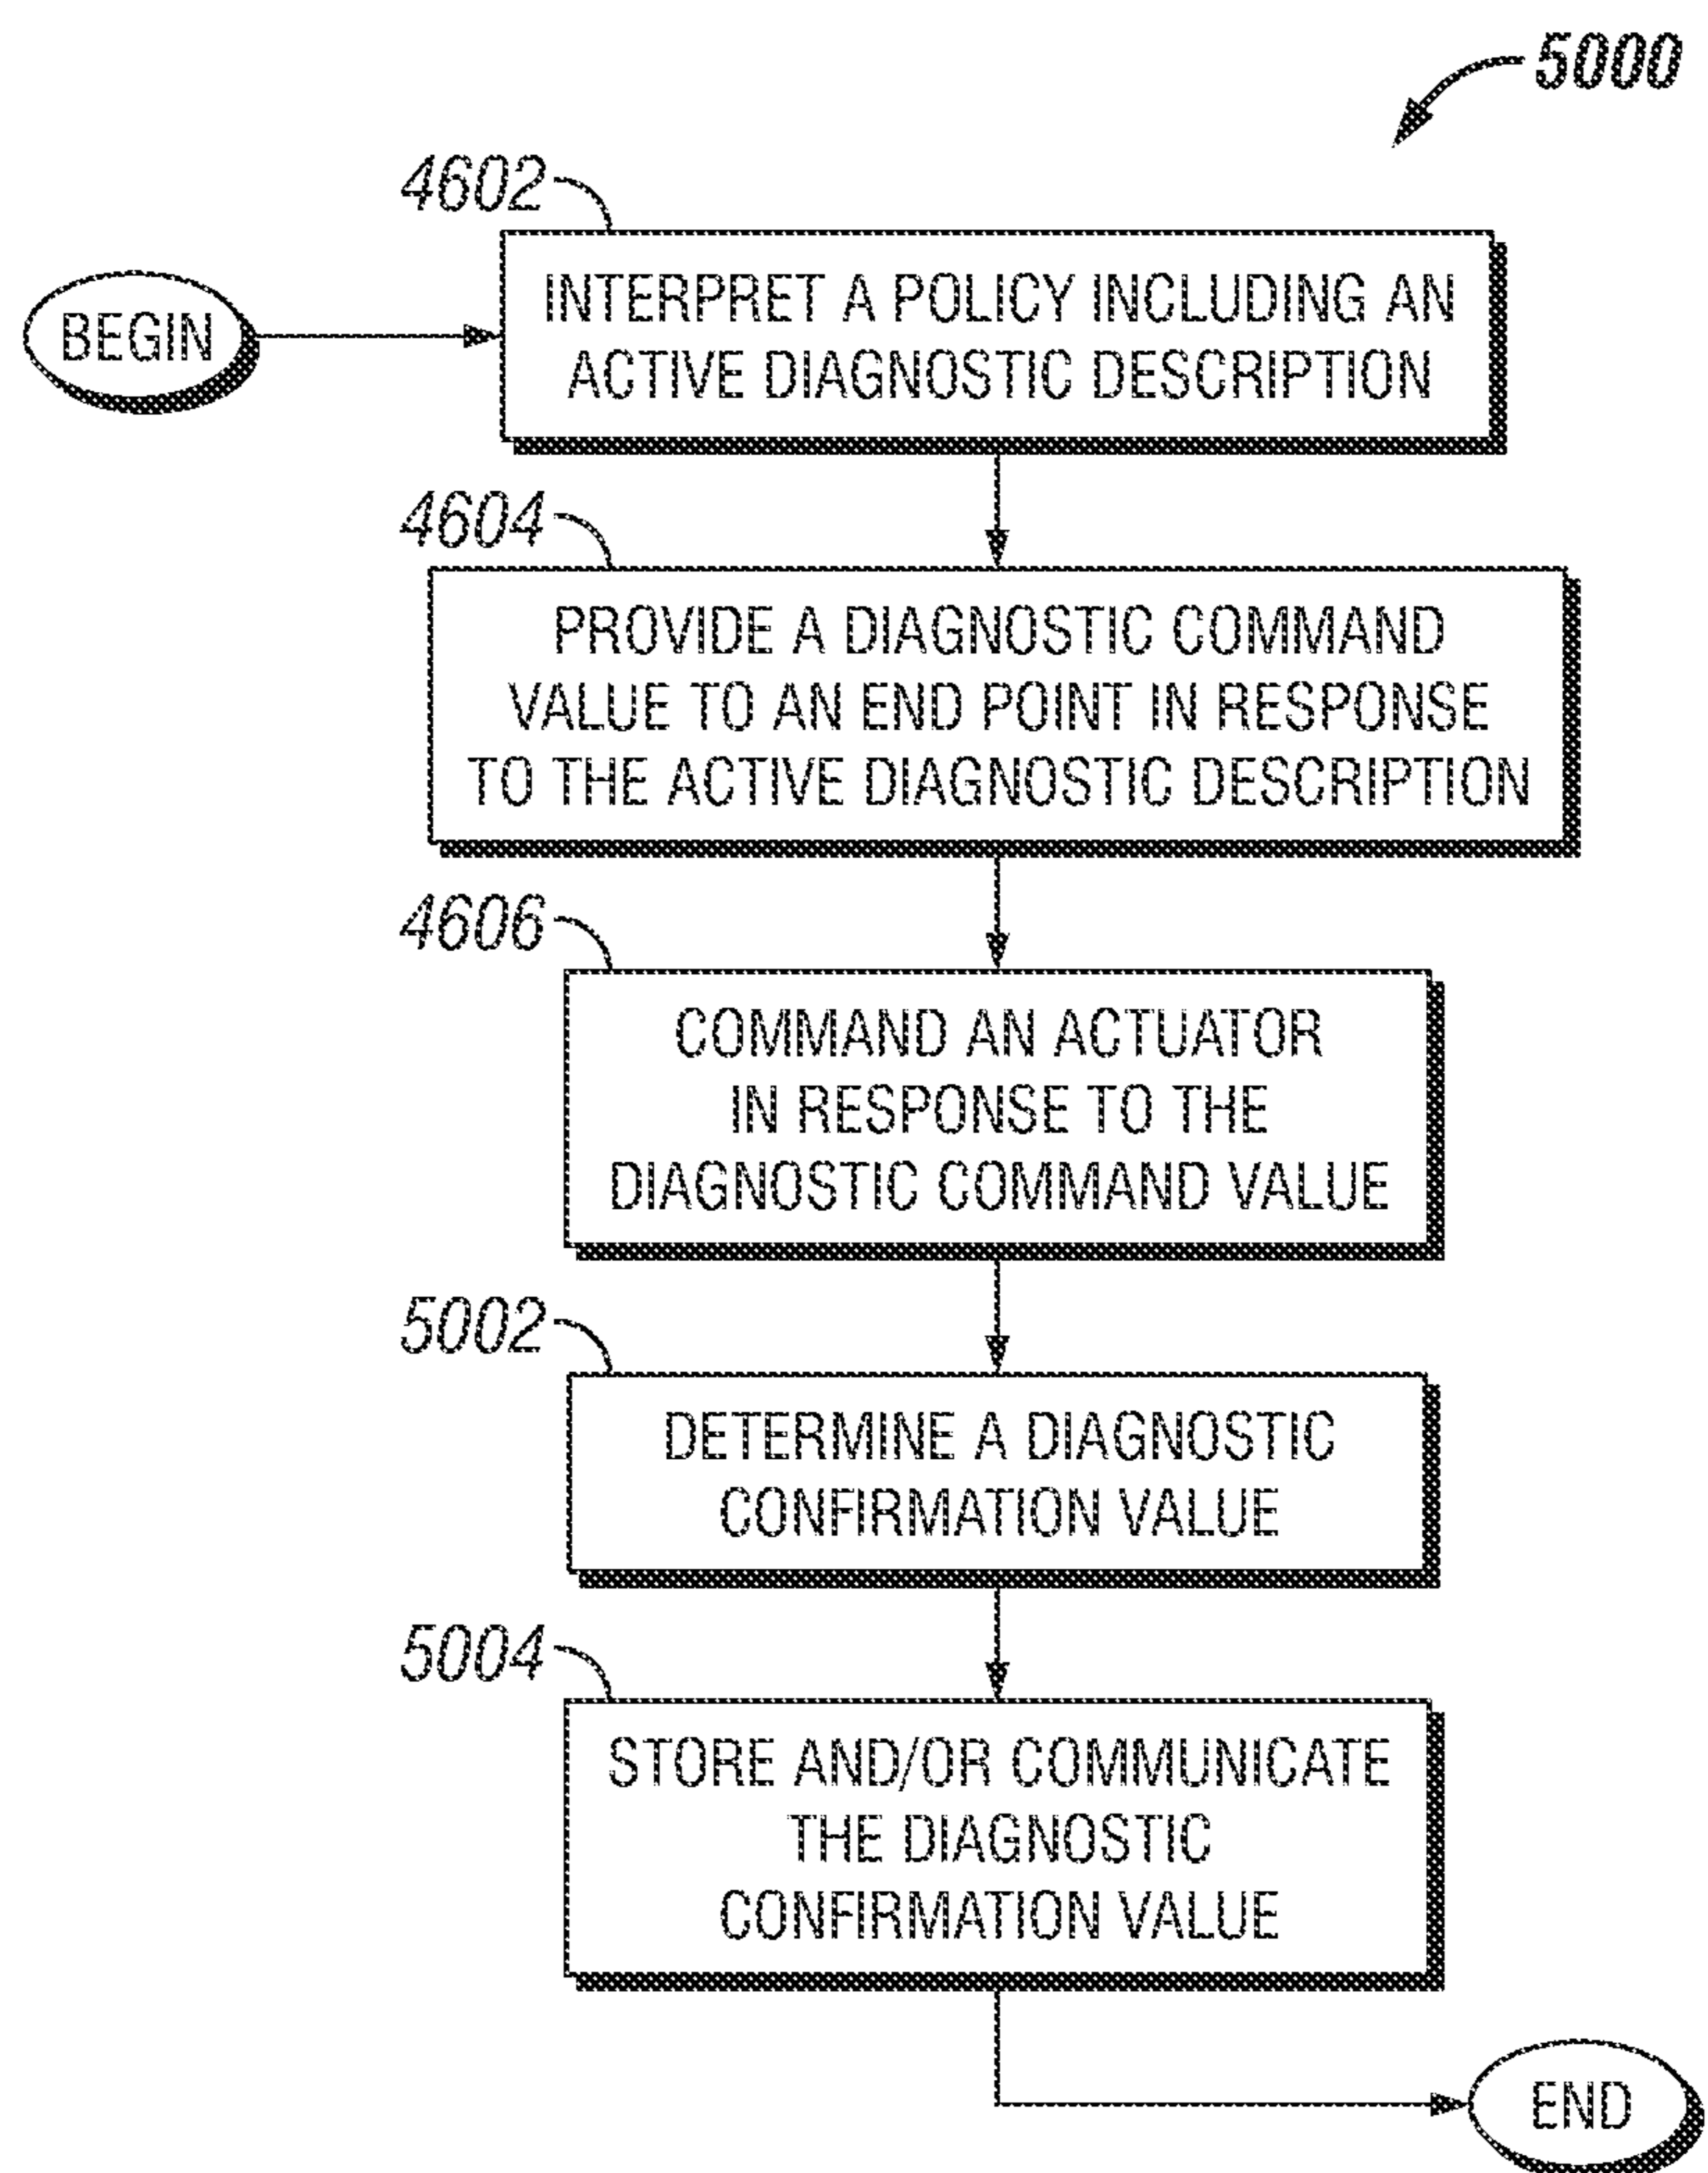 5000
4602
BEGIN
INTERPRET A POLICY INCLUDING AN
ACTIVE DIAGNOSTIC DESCRIPTION
4604
PROVIDE A DIAGNOSTIC COMMAND
VALUE TO AN END POINT IN RESPONSE
TO THE ACTIVE DIAGNOSTIC DESCRIPTION
4606
COMMAND AN ACTUATOR
IN RESPONSE TO THE
DIAGNOSTIC COMMAND VALUE
5002
DETERMINE A DIAGNOSTIC
CONFIRMATION VALUE
5004
STORE AND/OR COMMUNICATE
THE DIAGNOSTIC
CONFIRMATION VALUE
END